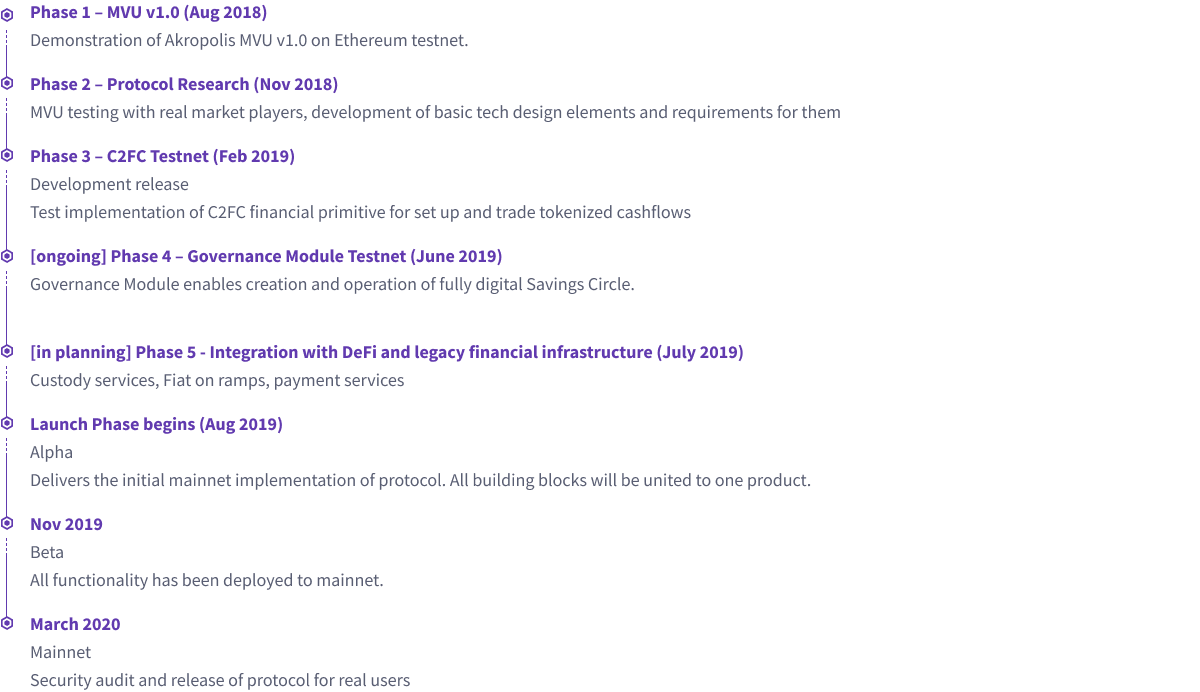 Phase 1 – MVU v1.0 (Aug 2018)
Demonstration of Akropolis MVU v1.0 on Ethereum testnet.
Phase 2 – Protocol Research (Nov 2018)
MVU testing with real market players, development of basic tech design elements and requirements for them
Phase 3 – C2FC Testnet (Feb 2019)
Development release
Test implementation of C2FC financial primitive for set up and trade tokenized cashflows
[ongoing] Phase 4 – Governance Module Testnet (June 2019)
Governance Module enables creation and operation of fully digital Savings Circle.
[in planning] Phase 5 - Integration with DeFi and legacy financial infrastructure (July 2019)
Custody services, Fiat on ramps, payment services
Launch Phase begins (Aug 2019)
Alpha
Delivers the initial mainnet implementation of protocol. All building blocks will be united to one product.
Nov 2019
Beta
All functionality has been deployed to mainnet.
March 2020
Mainnet
Security audit and release of protocol for real users